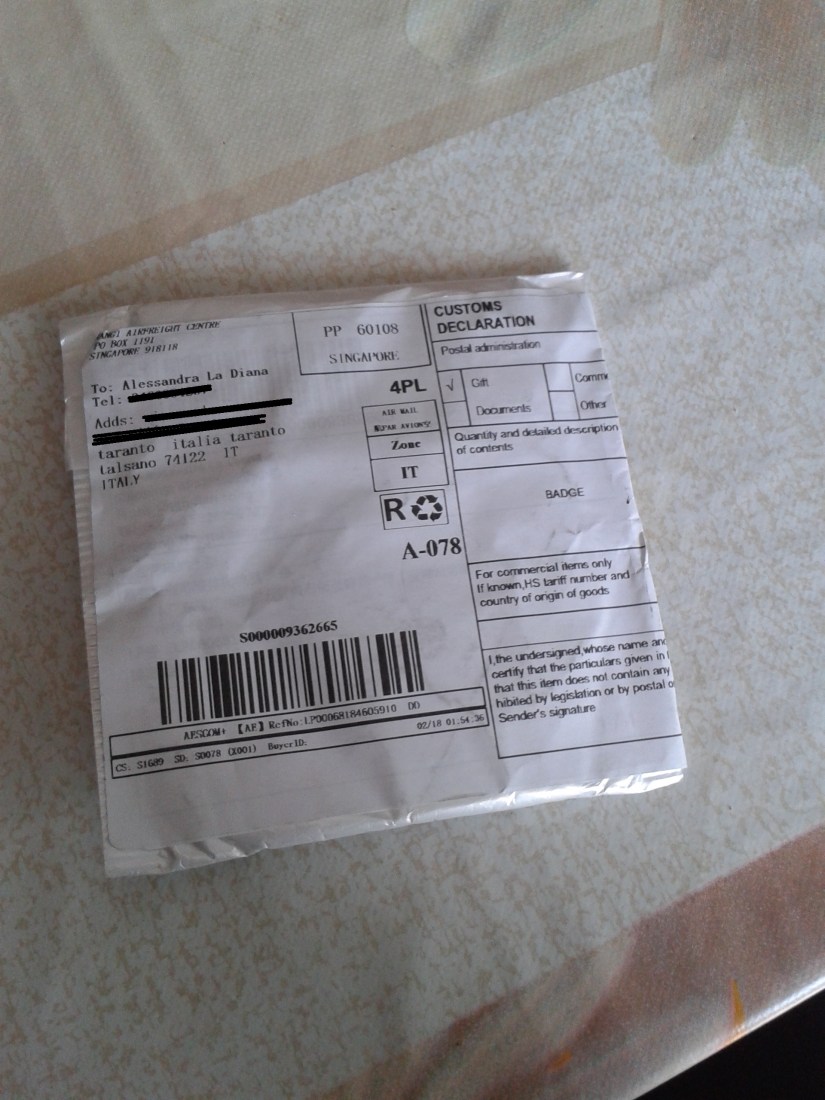 ANGI AIRFREIGHT CENTRE
PO BOX 1191
SINGAPORE 918118
PP 60108
SINGAPORE
To: Alessandra La Diana
Tel:
Adds:
taranto italia taranto
talsano 74122 IT
ITALY
4PL
AIR MAIL
PAR AVION
Zone
IT
R
A-078
S000009362665
AESCOM+ 【AE】 RefNo:LP00068184605910 DD
CS: S1689 SD: S0078 (X001) BuyerID: 02/18 01:54:36
CUSTOMS
DECLARATION
Postal administration
√ Gift Comm
Documents Other
Quantity and detailed description
of contents
BADGE
For commercial items only
If known,HS tariff number and
country of origin of goods
I,the undersigned,whose name and
certify that the particulars given in
that this item does not contain any
hibited by legislation or by postal o
Sender's signature